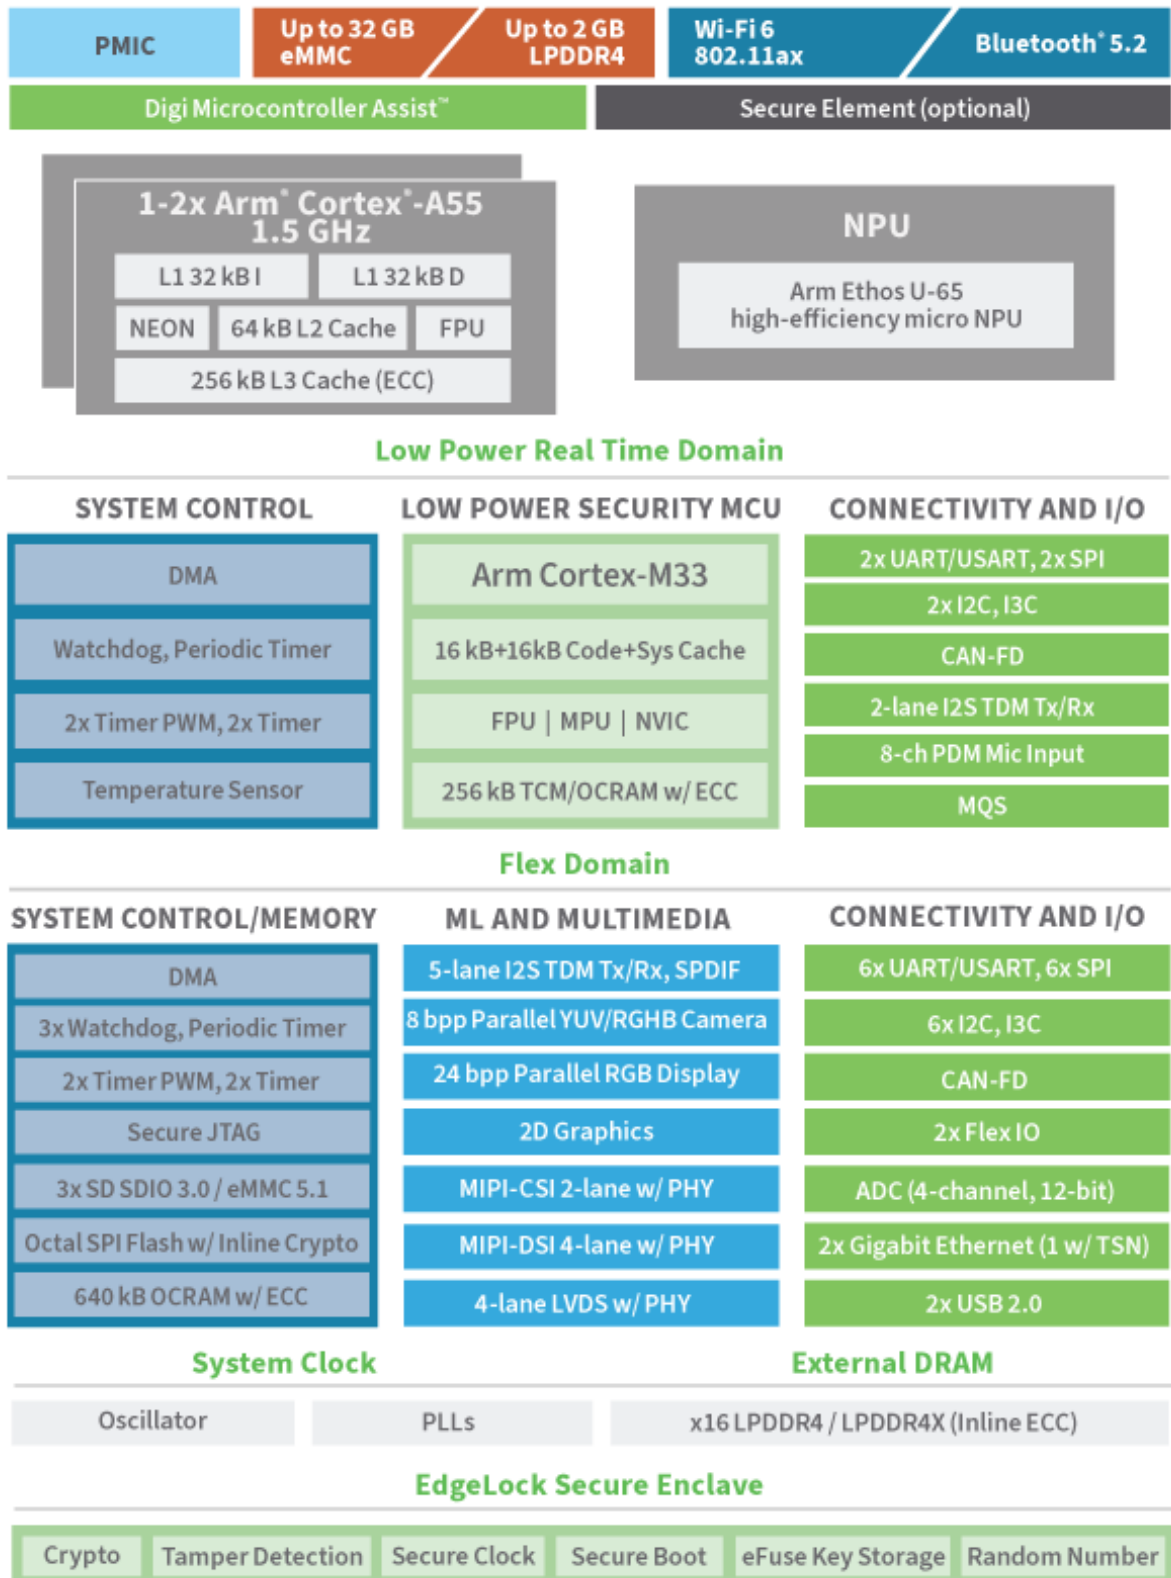 PMIC
Up to 32 GB
eMMC
Up to 2 GB
LPDDR4
Wi-Fi 6
802.11ax
Bluetooth® 5.2
Digi Microcontroller Assist™
Secure Element (optional)
1-2x Arm® Cortex®-A55
1.5 GHz
L1 32 kB I
L1 32 kB D
NEON
64 kB L2 Cache
FPU
256 kB L3 Cache (ECC)
NPU
Arm Ethos U-65
high-efficiency micro NPU
Low Power Real Time Domain
SYSTEM CONTROL
DMA
Watchdog, Periodic Timer
2x Timer PWM, 2x Timer
Temperature Sensor
LOW POWER SECURITY MCU
Arm Cortex-M33
16 kB+16kB Code+Sys Cache
FPU | MPU | NVIC
256 kB TCM/OCRAM w/ ECC
CONNECTIVITY AND I/O
2x UART/USART, 2x SPI
2x I2C, I3C
CAN-FD
2-lane I2S TDM Tx/Rx
8-ch PDM Mic Input
MQS
Flex Domain
SYSTEM CONTROL/MEMORY
DMA
3x Watchdog, Periodic Timer
2x Timer PWM, 2x Timer
Secure JTAG
3x SD SDIO 3.0 / eMMC 5.1
Octal SPI Flash w/ Inline Crypto
640 kB OCRAM w/ ECC
ML AND MULTIMEDIA
5-lane I2S TDM Tx/Rx, SPDIF
8 bpp Parallel YUV/RGHB Camera
24 bpp Parallel RGB Display
2D Graphics
MIPI-CSI 2-lane w/ PHY
MIPI-DSI 4-lane w/ PHY
4-lane LVDS w/ PHY
CONNECTIVITY AND I/O
6x UART/USART, 6x SPI
6x I2C, I3C
CAN-FD
2x Flex IO
ADC (4-channel, 12-bit)
2x Gigabit Ethernet (1 w/ TSN)
2x USB 2.0
System Clock
Oscillator
PLLs
External DRAM
x16 LPDDR4 / LPDDR4X (Inline ECC)
EdgeLock Secure Enclave
Crypto
Tamper Detection
Secure Clock
Secure Boot
eFuse Key Storage
Random Number